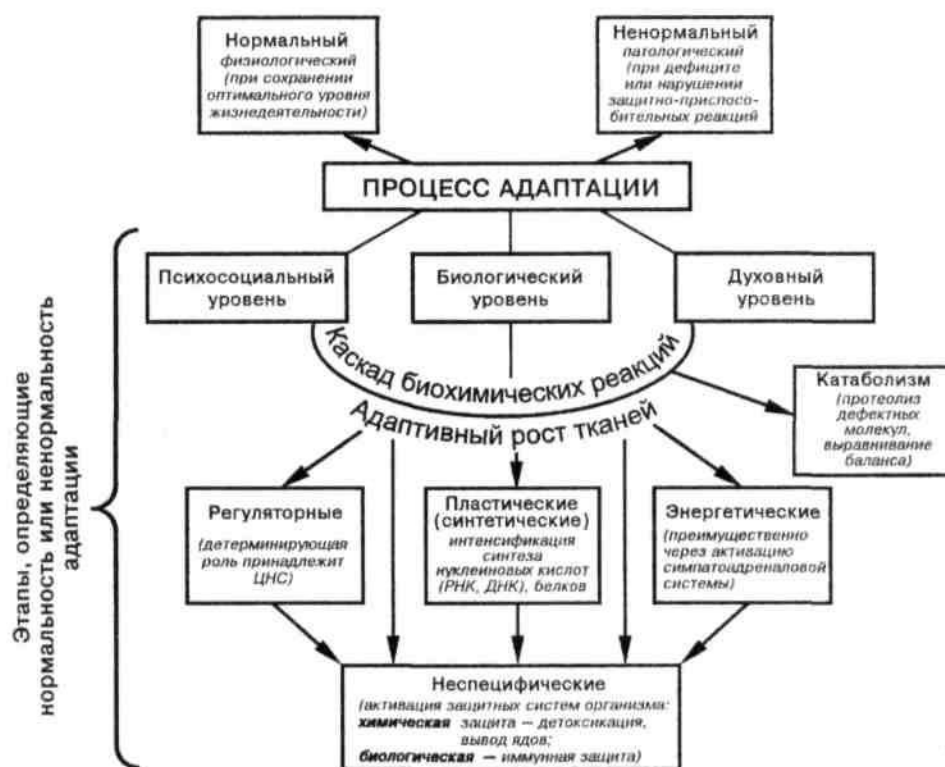 Нормальный
физиологический
(при сохранении
оптимального уровня
жизнедеятельности)
Ненормальный
патологический
(при дефиците
или нарушении
защитно-приспосо-
бительных реакций
ПРОЦЕСС АДАПТАЦИИ
Этапы, определяющие
нормальность или ненормальность
адаптации
Психосоциальный
уровень
Биологический
уровень
Духовный
уровень
Каскад биохимических реакций
Адаптивный рост тканей
Катаболизм
(протеолиз
дефектных
молекул,
выравнивание
баланса)
Регуляторные
(детерминирующая
роль принадлежит
ЦНС)
Пластические
(синтетические)
интенсификация
синтеза
нуклеиновых кислот
(РНК, ДНК), белков
Энергетические
(преимущественно
через активацию
симпатоадреналовой
системы)
Неспецифические
(активация защитных систем организма:
химическая защита — детоксикация,
вывод ядов;
биологическая — иммунная защита)